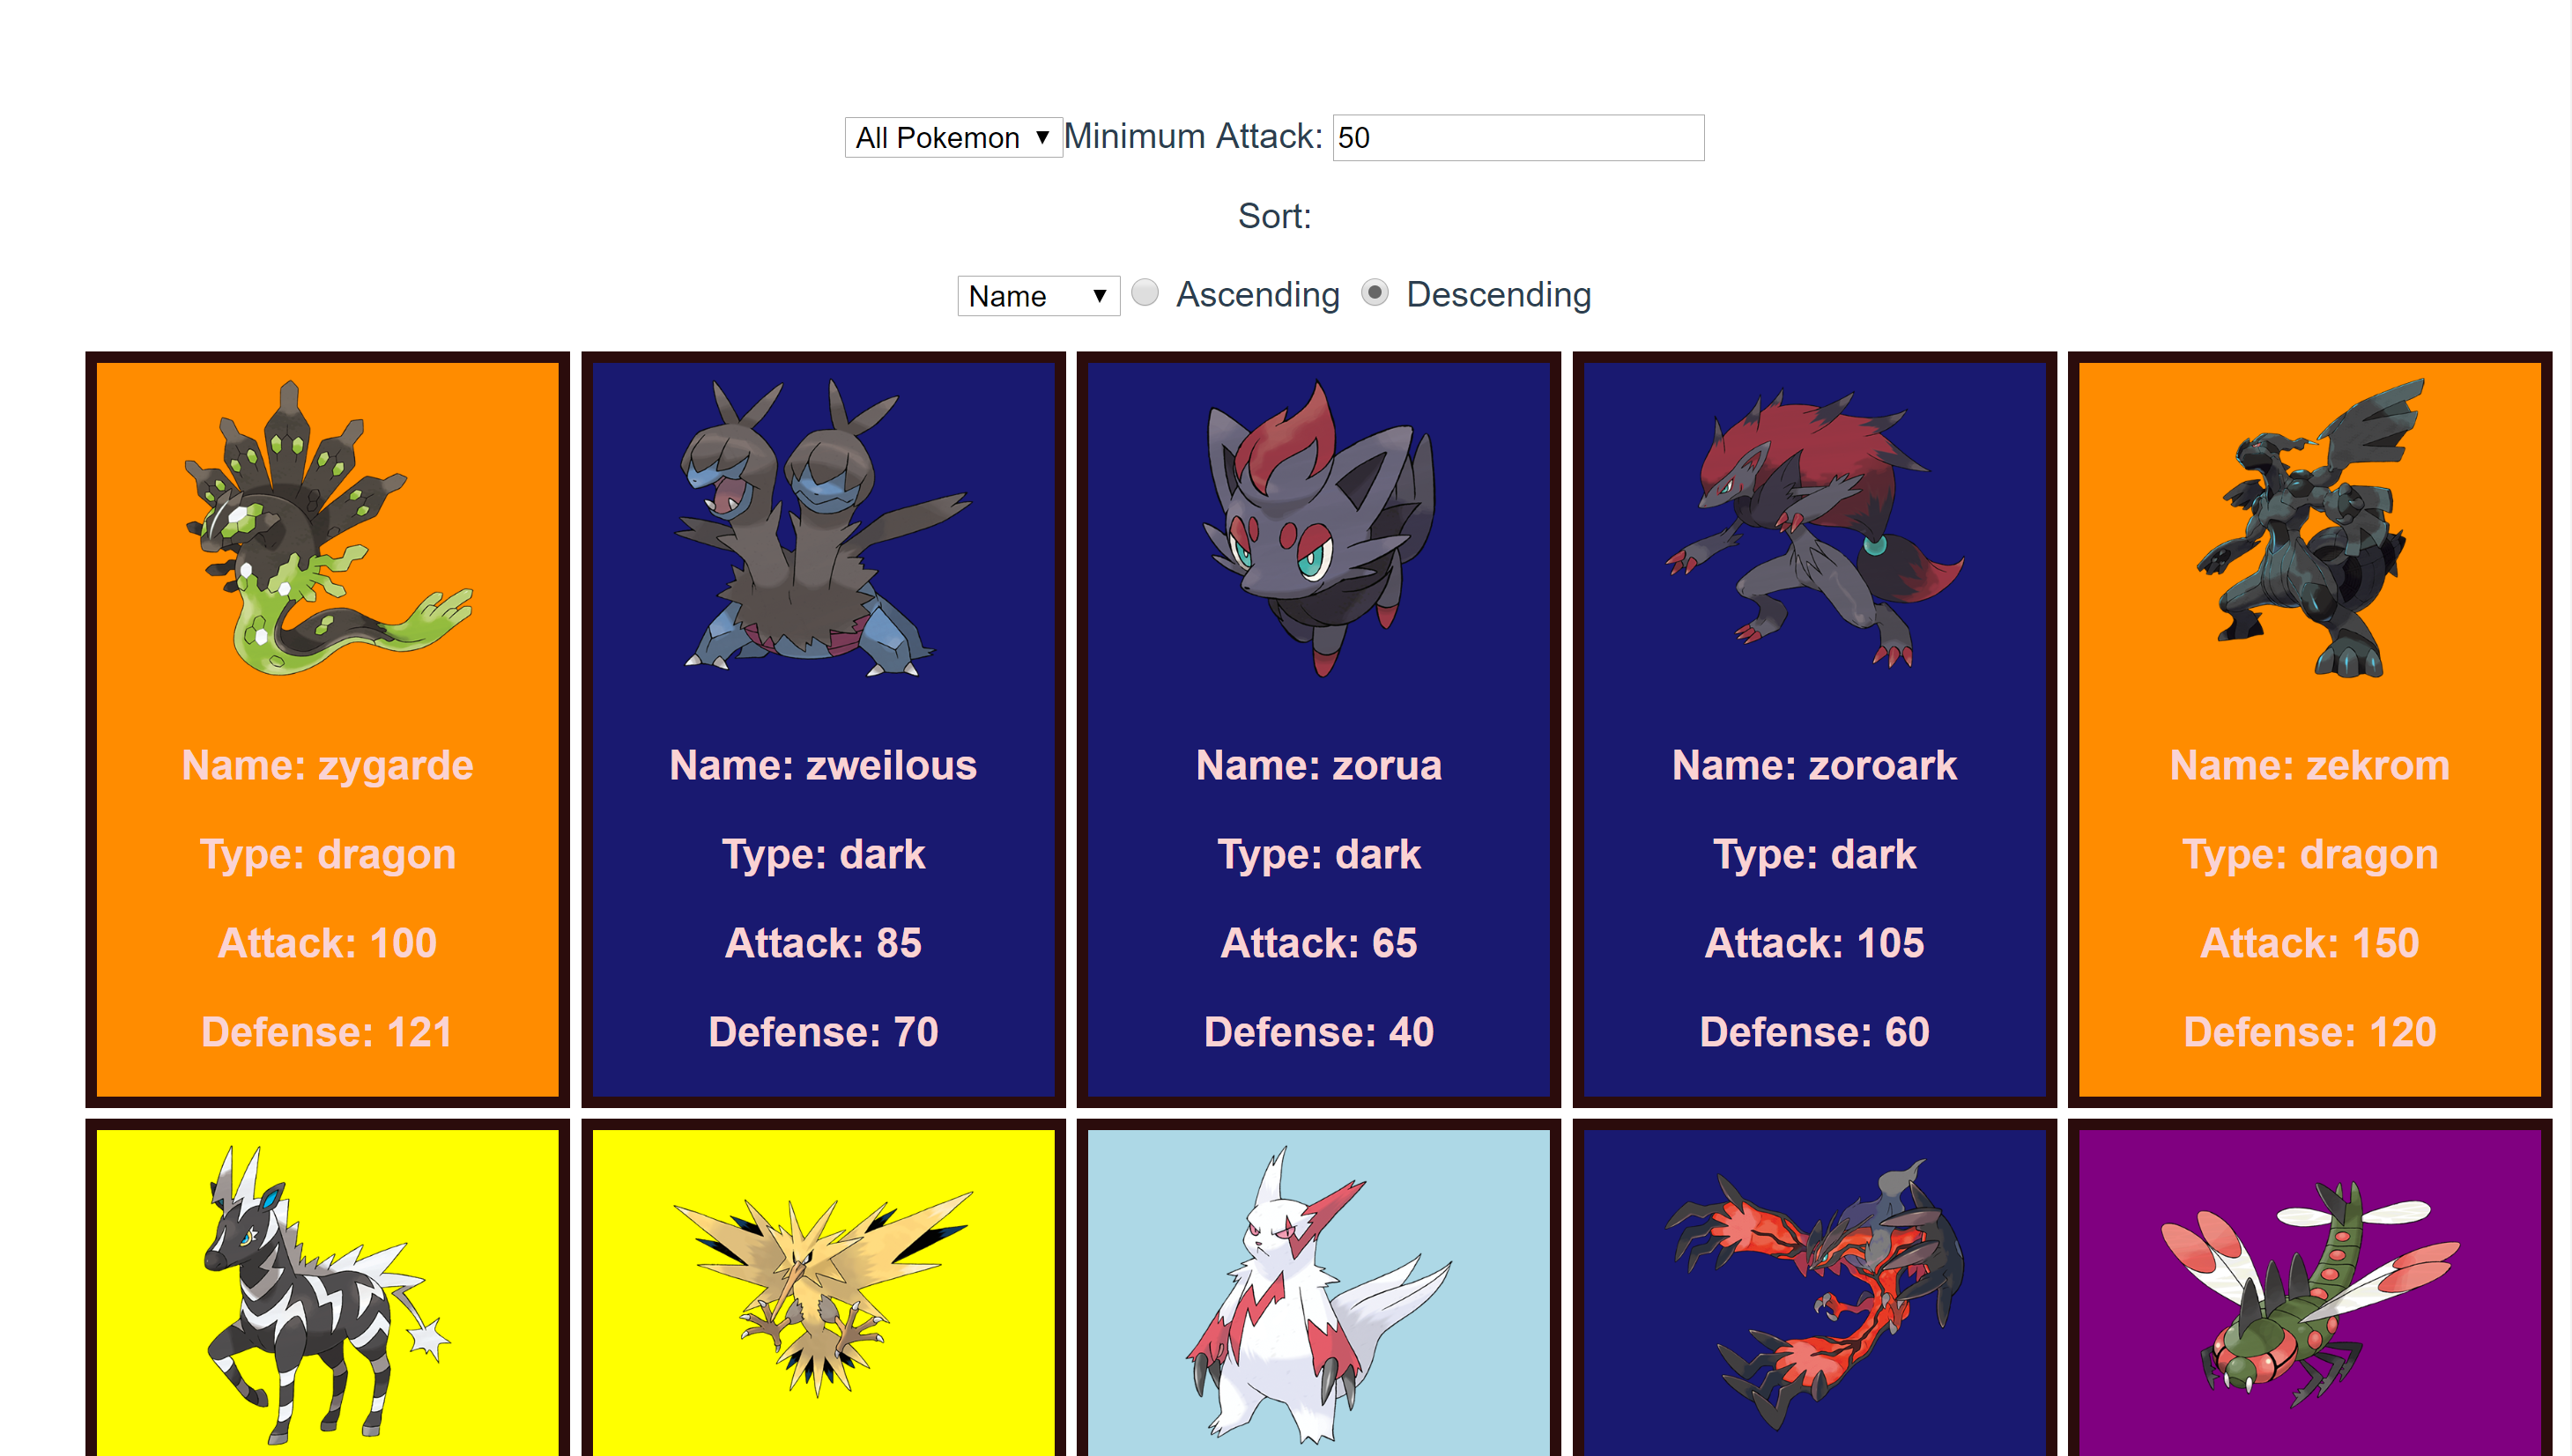 All Pokemon Minimum Attack: 50
Sort:
Name Ascending Descending
Name: zygarde
Type: dragon
Attack: 100
Defense: 121
Name: zweilous
Type: dark
Attack: 85
Defense: 70
Name: zorua
Type: dark
Attack: 65
Defense: 40
Name: zoroark
Type: dark
Attack: 105
Defense: 60
Name: zekrom
Type: dragon
Attack: 150
Defense: 120